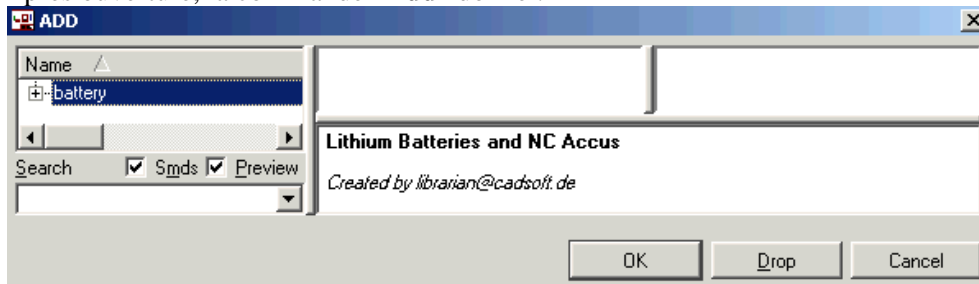 ADD
Name
battery
Lithium Batteries and NC Accus
Created by librarian@cadsoft.de
Search Smds Preview
OK Drop Cancel